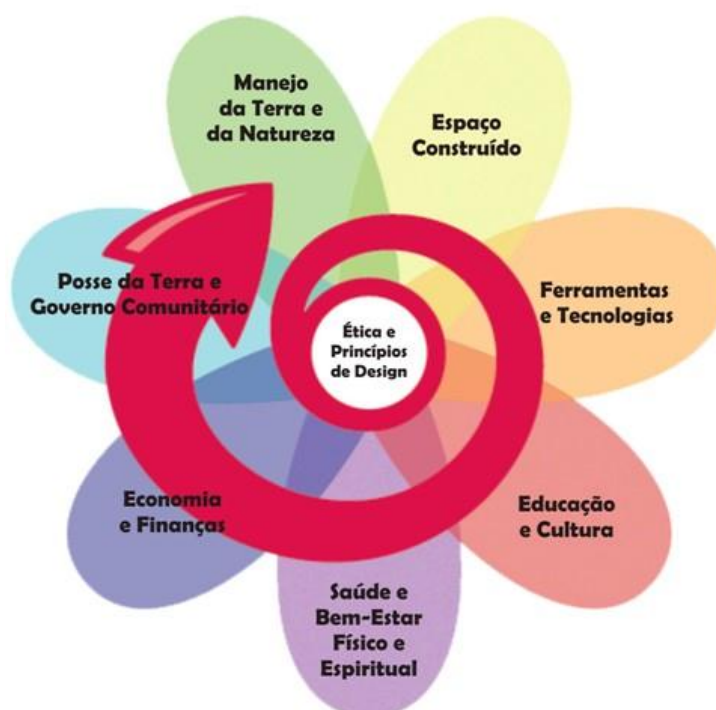 Manejo
da Terra e
da Natureza
Espaço
Construído
Ferramentas
e Tecnologias
Educação
e Cultura
Saúde e
Bem-Estar
Físico e
Espiritual
Economia
e Finanças
Posse da Terra e
Governo Comunitário
Ética e
Princípios
de Design